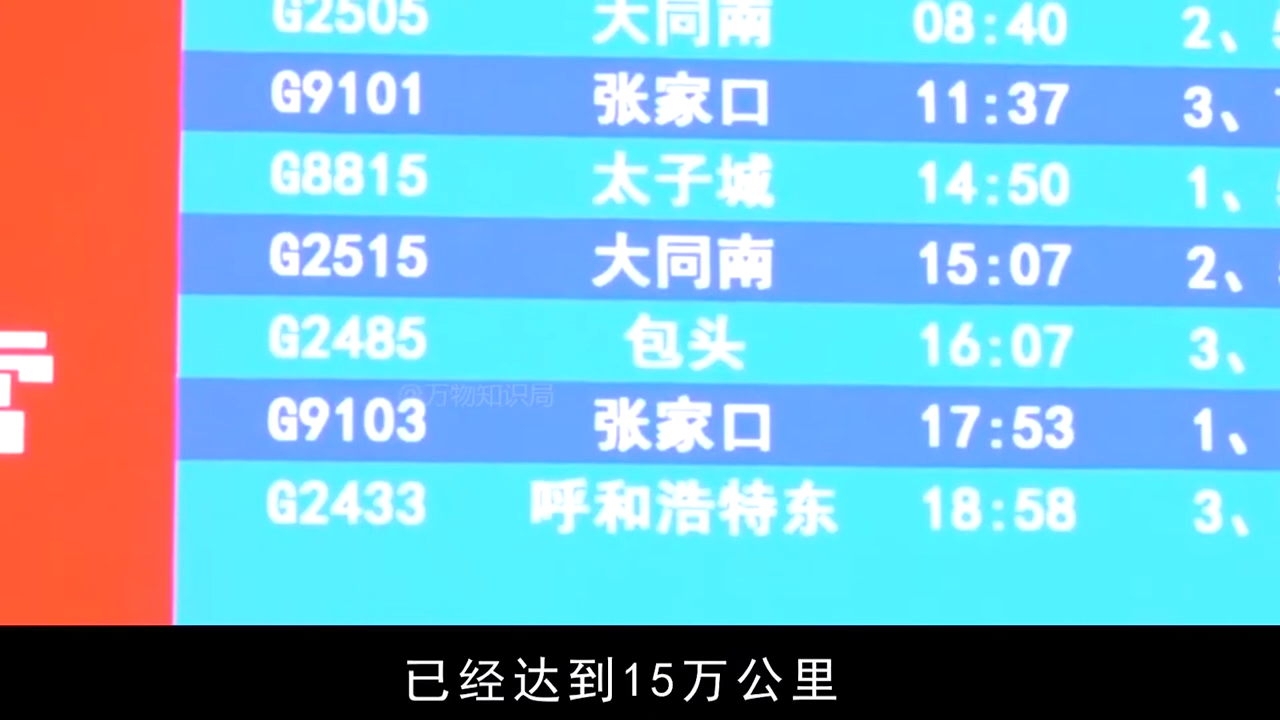 G2505 大同南 08:40 2、
G9101 张家口 11:37 3、
G8815 太子城 14:50 1、
G2515 大同南 15:07 2、
G2485 包头 16:07 3、
@万物知识局
G9103 张家口 17:53 1、
G2433 呼和浩特东 18:58 3、
已经达到15万公里